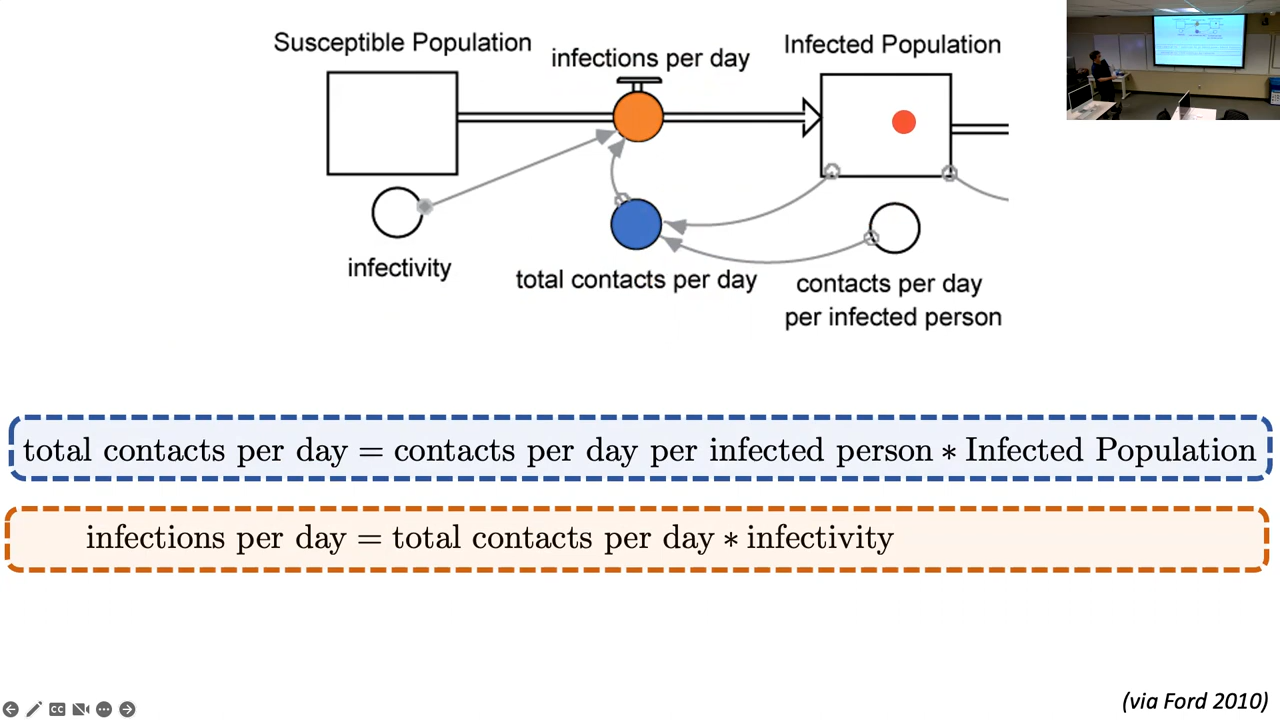 Susceptible Population
infections per day
Infected Population
infectivity
total contacts per day
contacts per day
per infected person
total contacts per day = contacts per day per infected person ∗ Infected Population
infections per day = total contacts per day ∗ infectivity
CC
(via Ford 2010)